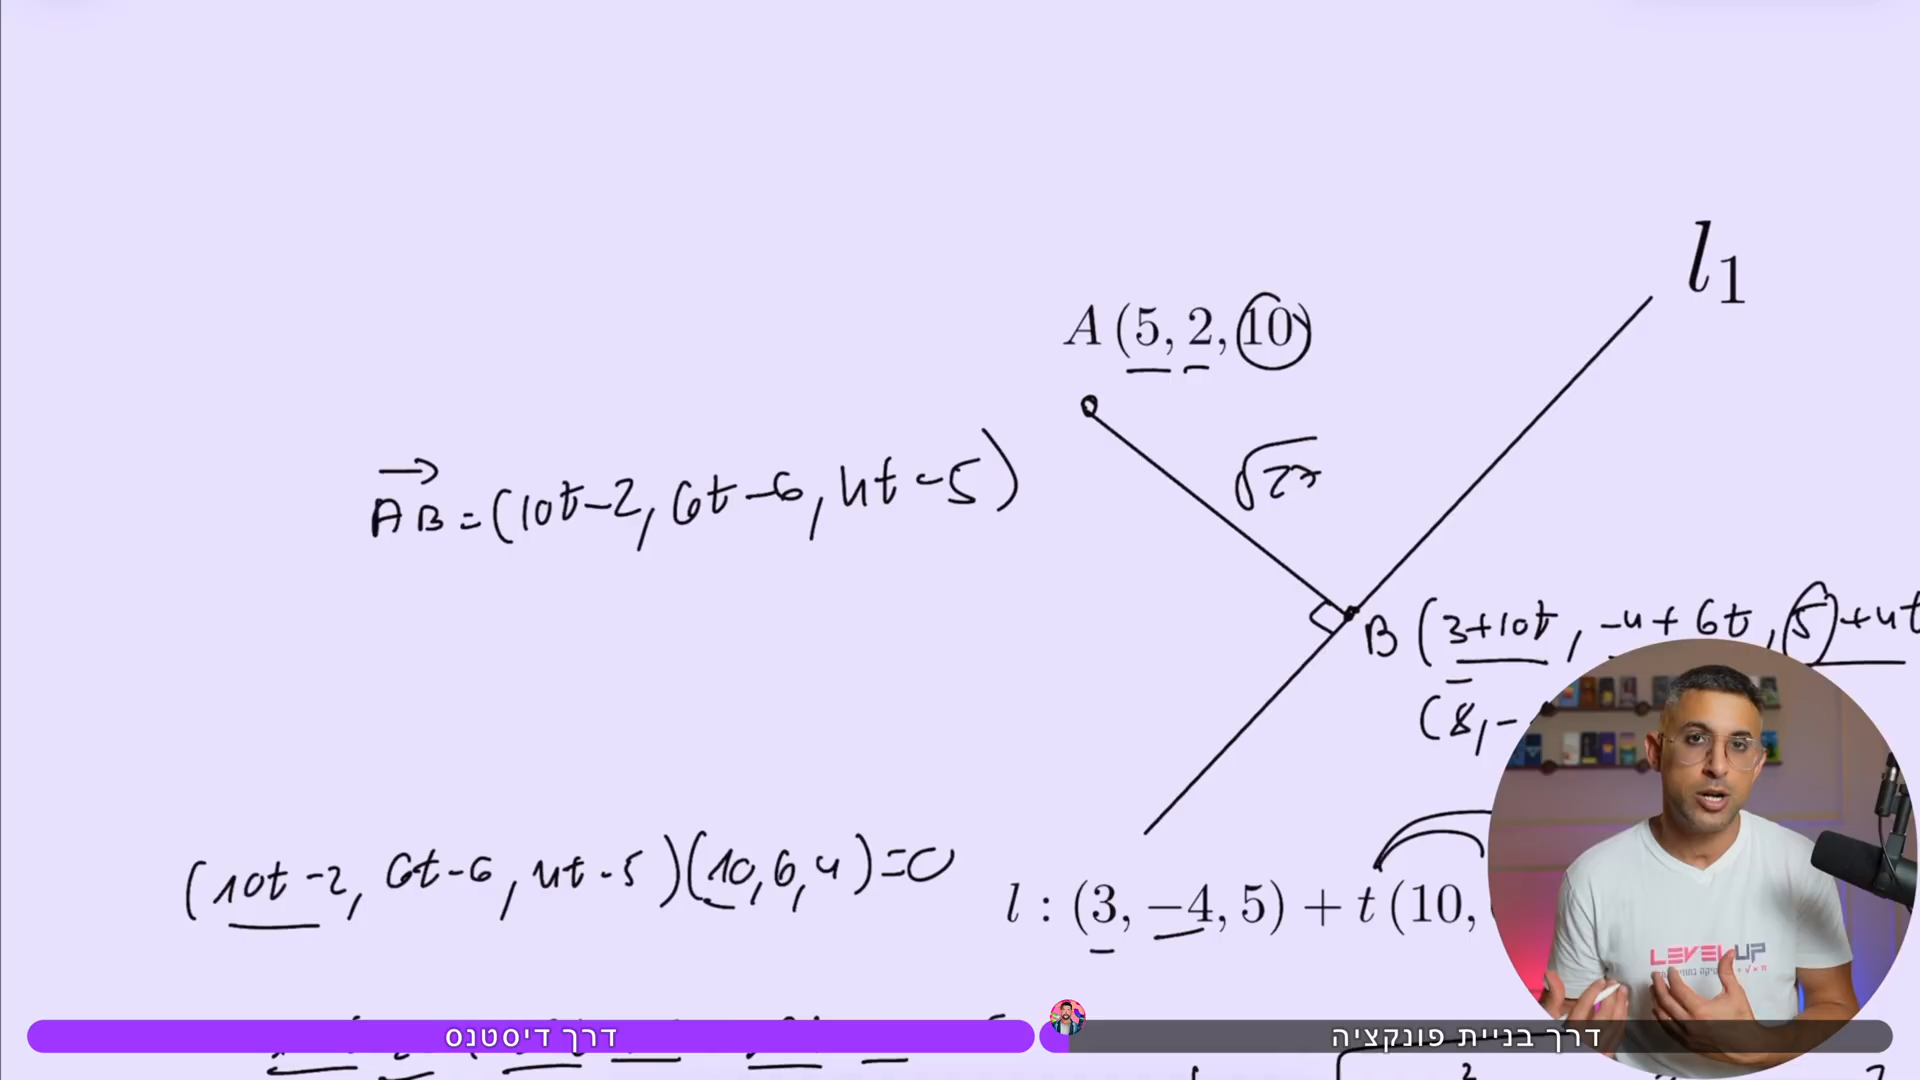 l₁
A (5, 2, 10)
√27
AB = (10t-2, 6t-6, 4t-5)
B (3+10t, -4+6t, 5+4t
(8, -
(10t-2, 6t-6, 4t-5)(10,6,4)=0
l : (3, -4, 5) + t (10,
LEVEL UP
דרך דיסטנס
דרך בניית פונקציה